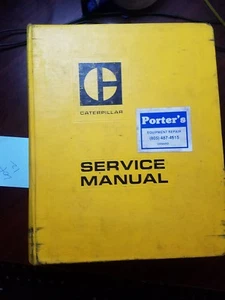 C
CATERPILLAR
Porter's
EQUIPMENT REPAIR
SERVICE
MANUAL